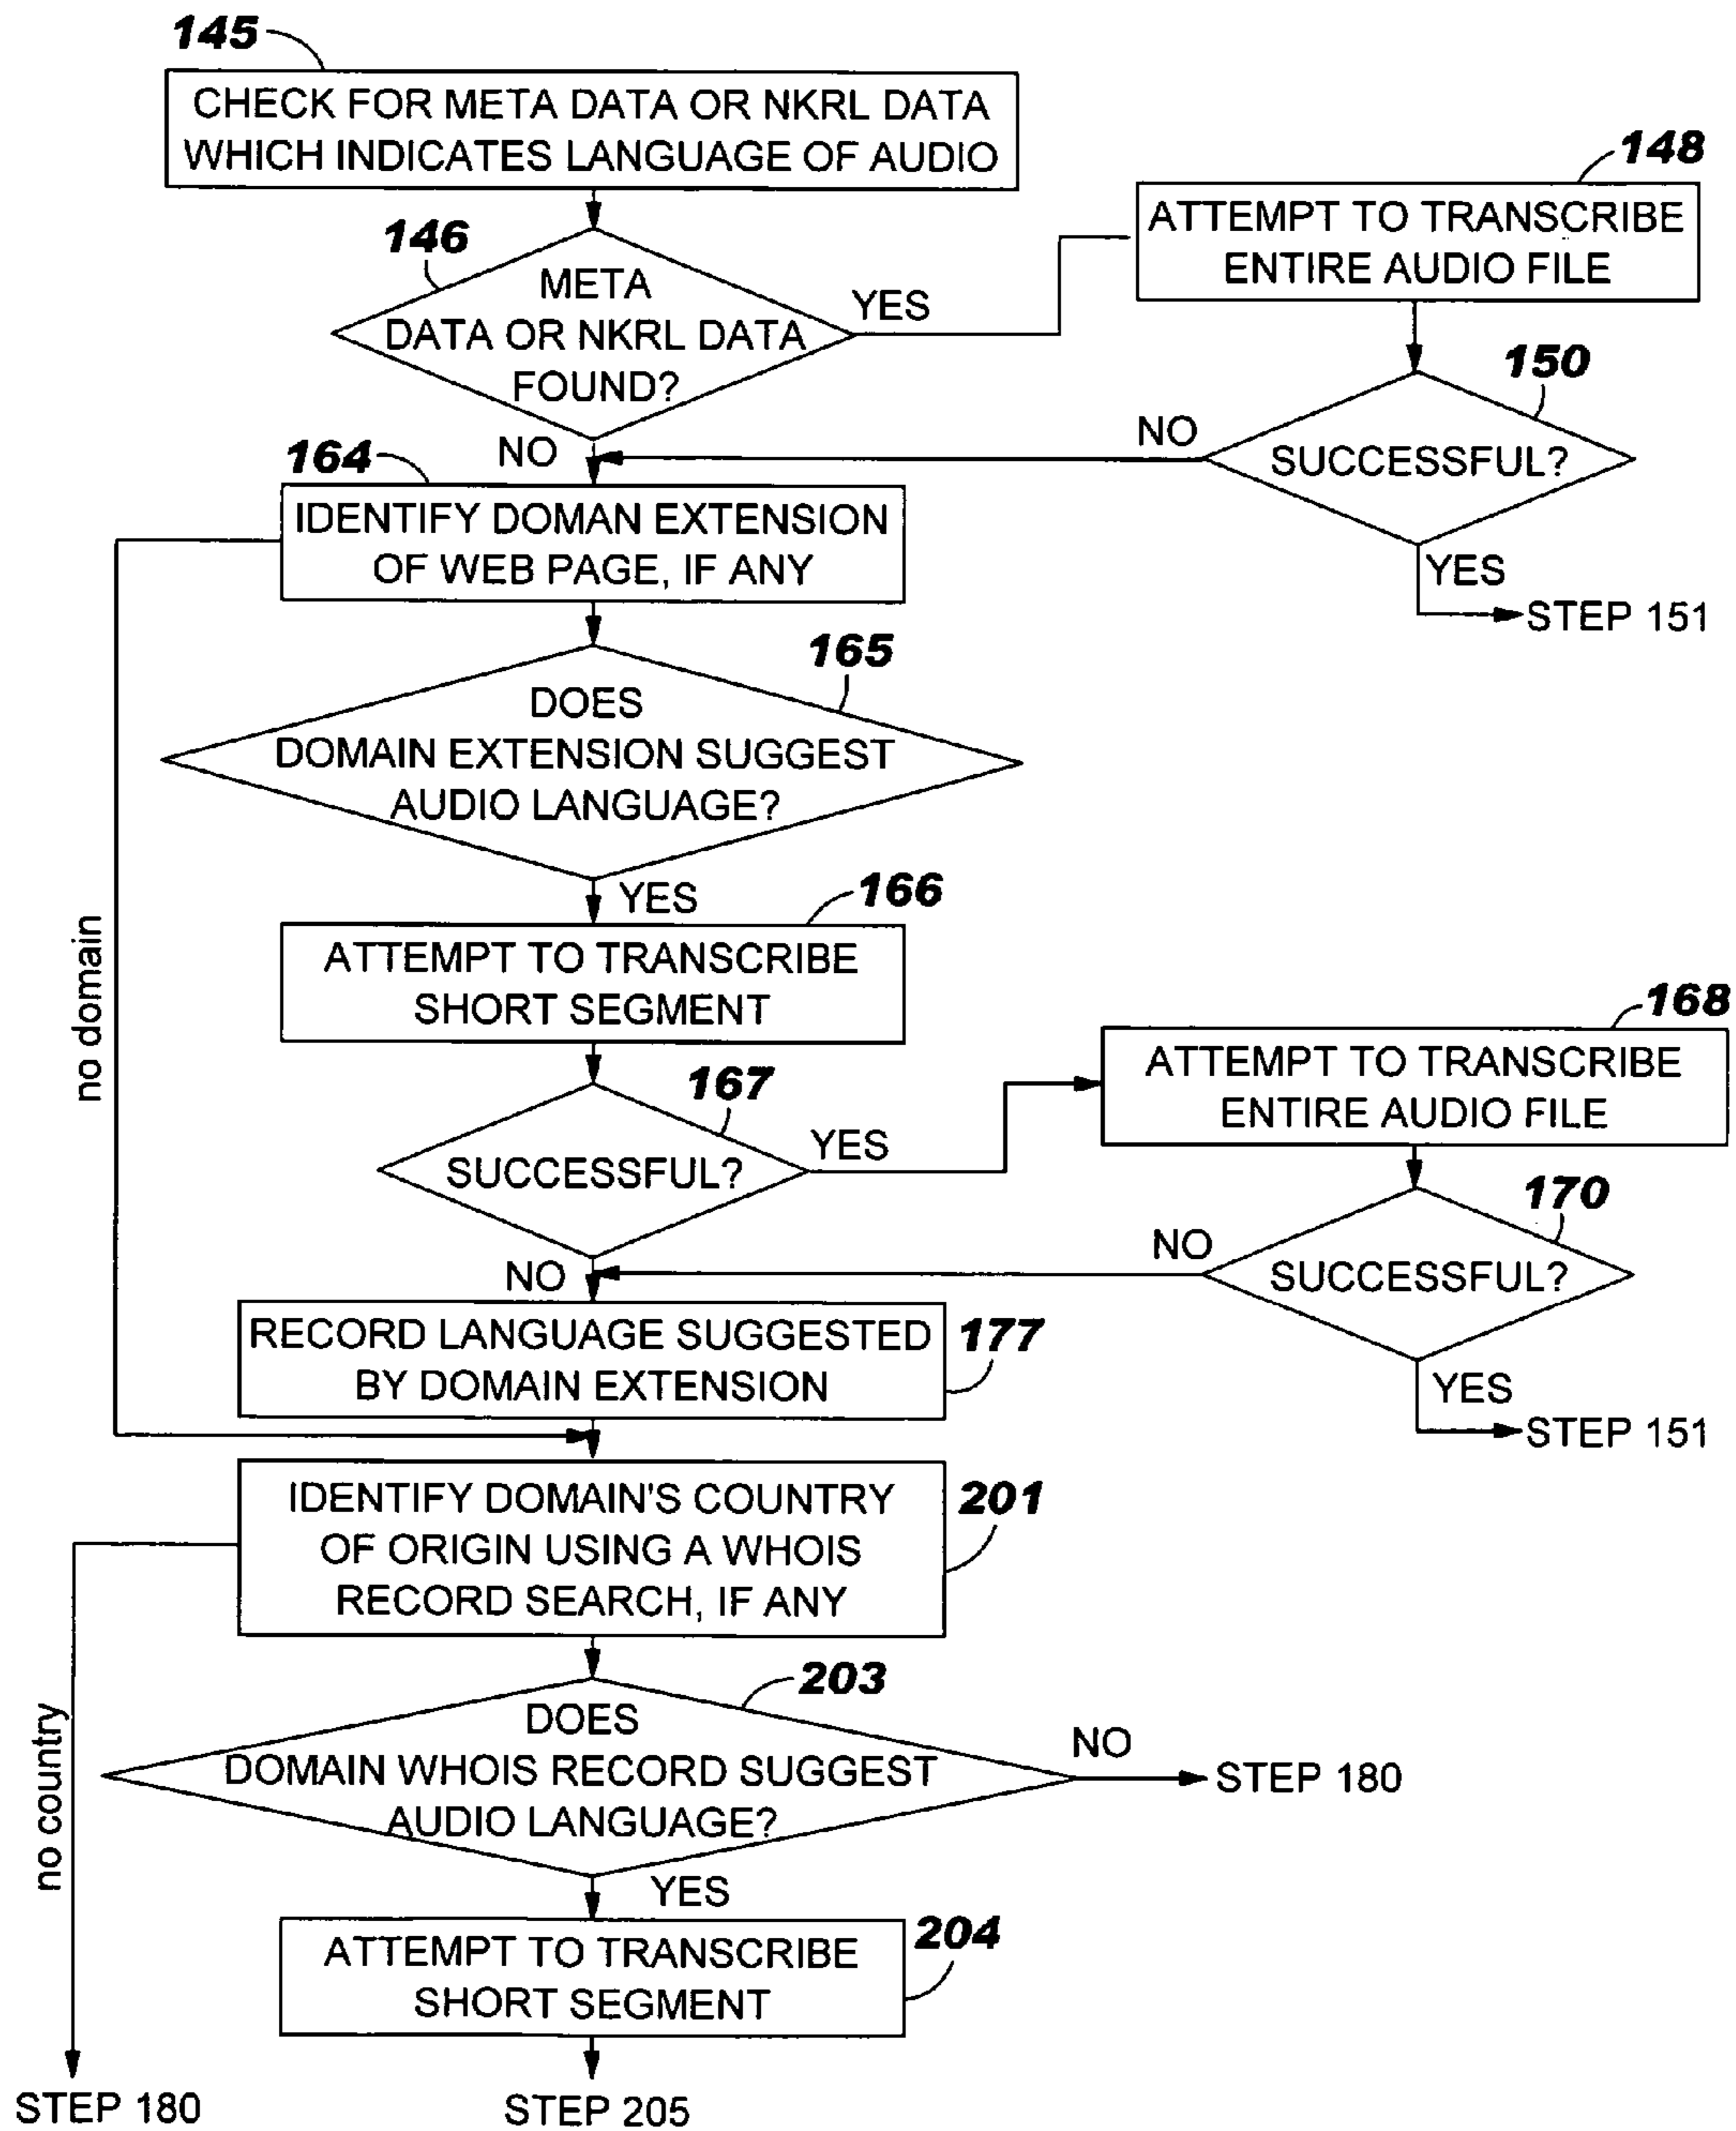 145
CHECK FOR META DATA OR NKRL DATA
WHICH INDICATES LANGUAGE OF AUDIO
148
ATTEMPT TO TRANSCRIBE
ENTIRE AUDIO FILE
146
META
DATA OR NKRL DATA
FOUND?
YES
NO
150
SUCCESSFUL?
NO
YES
STEP 151
164
IDENTIFY DOMAN EXTENSION
OF WEB PAGE, IF ANY
no domain
165
DOES
DOMAIN EXTENSION SUGGEST
AUDIO LANGUAGE?
YES
166
ATTEMPT TO TRANSCRIBE
SHORT SEGMENT
167
SUCCESSFUL?
YES
NO
168
ATTEMPT TO TRANSCRIBE
ENTIRE AUDIO FILE
170
SUCCESSFUL?
NO
YES
STEP 151
RECORD LANGUAGE SUGGESTED
BY DOMAIN EXTENSION
177
IDENTIFY DOMAIN'S COUNTRY
OF ORIGIN USING A WHOIS
RECORD SEARCH, IF ANY
201
no country
203
DOES
DOMAIN WHOIS RECORD SUGGEST
AUDIO LANGUAGE?
NO
STEP 180
YES
ATTEMPT TO TRANSCRIBE
SHORT SEGMENT
204
STEP 180
STEP 205